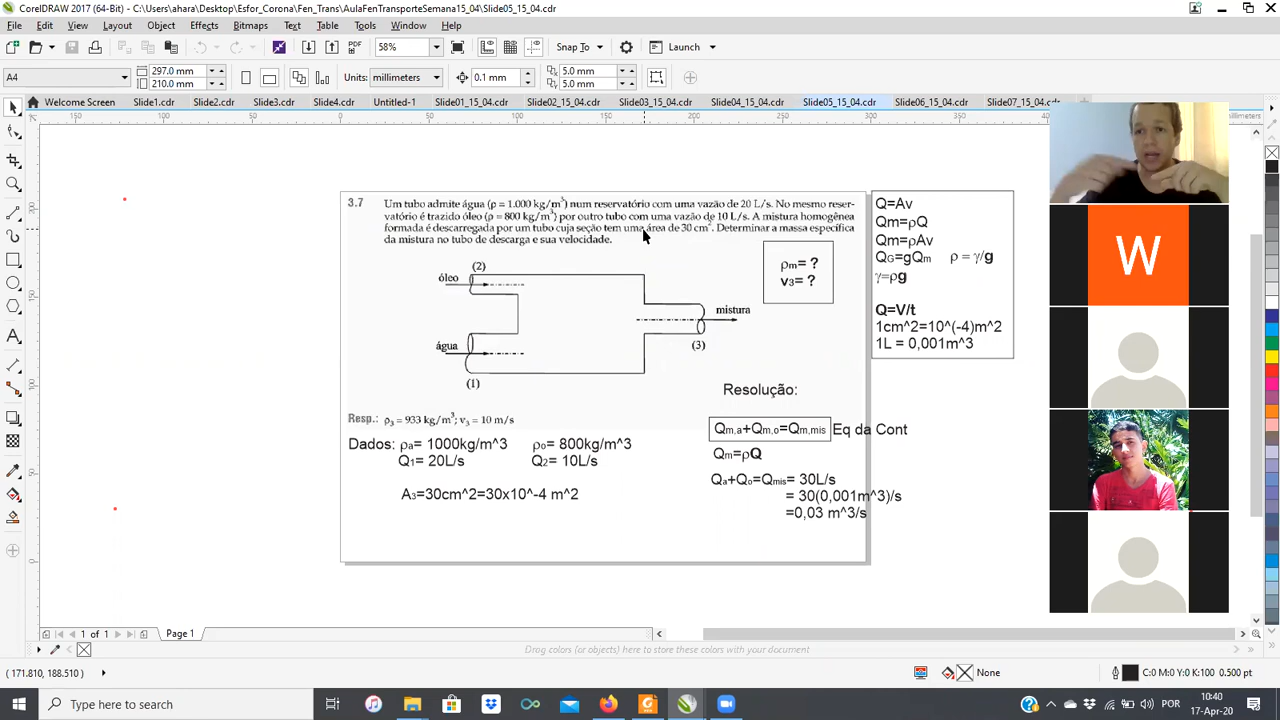 CorelDRAW 2017 (64-Bit) - C:\Users\ahara\Desktop\Esfor_Corona\Fen_Trans\AulaFenTransporteSemana15_04\Slide05_15_04.cdr
File Edit View Layout Object Effects Bitmaps Text Table Tools Window Help
58% Snap To Launch
A4 297.0 mm 210.0 mm Units: millimeters 0.1 mm 5.0 mm 5.0 mm
Welcome Screen Slide1.cdr Slide2.cdr Slide3.cdr Slide4.cdr Untitled-1 Slide01_15_04.cdr Slide02_15_04.cdr Slide03_15_04.cdr Slide04_15_04.cdr Slide05_15_04.cdr Slide06_15_04.cdr Slide07_15_04.cdr
150 100 50 0 50 100 150 200 250 300 350 millimeters
3.7 Um tubo admite água (ρ = 1.000 kg/m³) num reservatório com uma vazão de 20 L/s. No mesmo reser-
vatório é trazido óleo (ρ = 800 kg/m³) por outro tubo com uma vazão de 10 L/s. A mistura homogênea
formada é descarregada por um tubo cuja seção tem uma área de 30 cm². Determinar a massa específica
da mistura no tubo de descarga e sua velocidade.
ρm= ?
v3= ?
(2)
óleo
mistura
água
(3)
(1)
Q=Av
Qm=ρQ
Qm=ρAv
QG=gQm ρ = γ/g
γ=ρg
Q=V/t
1cm^2=10^(-4)m^2
1L = 0,001m^3
Resolução:
Resp.: ρ₃ = 933 kg/m³; v₃ = 10 m/s
Dados: ρa= 1000kg/m^3 ρo= 800kg/m^3
Q1= 20L/s Q2= 10L/s
A3=30cm^2=30x10^-4 m^2
Qm,a+Qm,o=Qm,mis Eq da Cont
Qm=ρQ
Qa+Qo=Qmis= 30L/s
= 30(0,001m^3)/s
=0,03 m^3/s
W
1 of 1 Page 1
Drag colors (or objects) here to store these colors with your document
(171.810, 188.510) None C:0 M:0 Y:0 K:100 0.500 pt
Type here to search POR 10:40
17-Apr-20